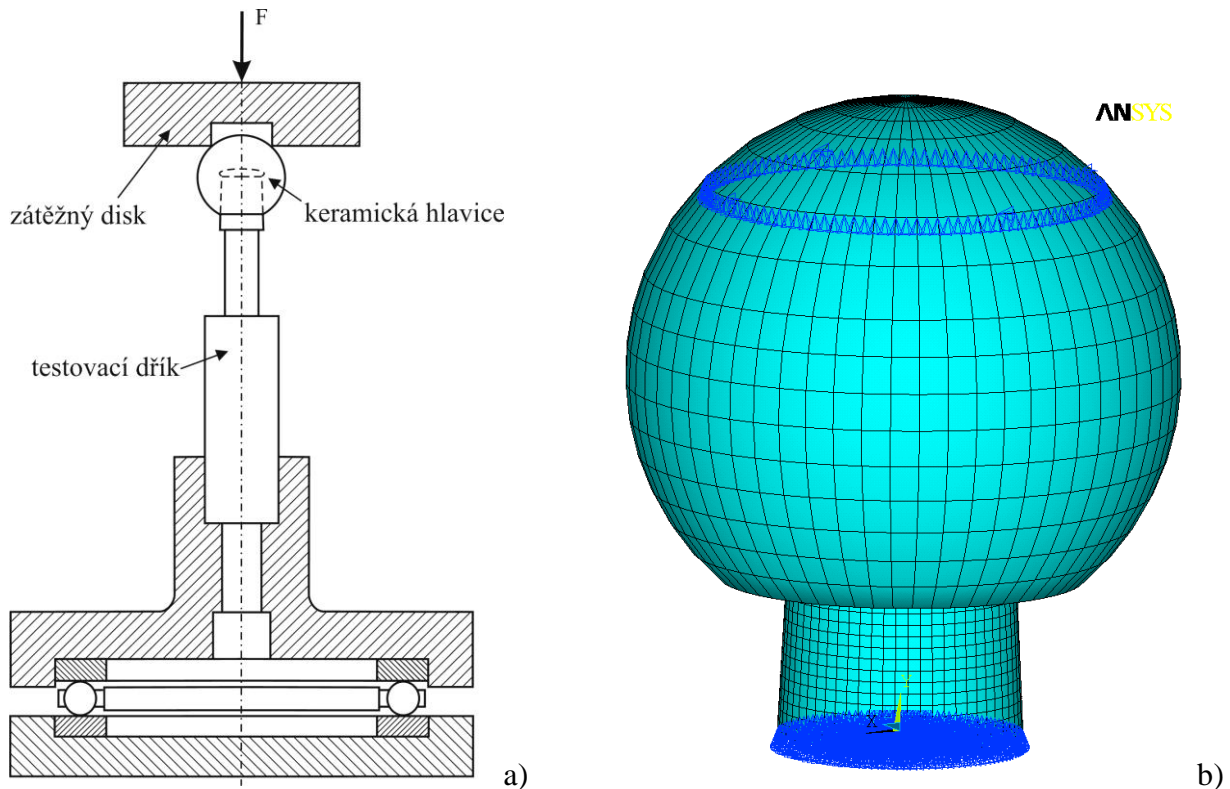 F
zátěžný disk
keramická hlavice
testovací dřík
a)
ANSYS
Y
X
b)